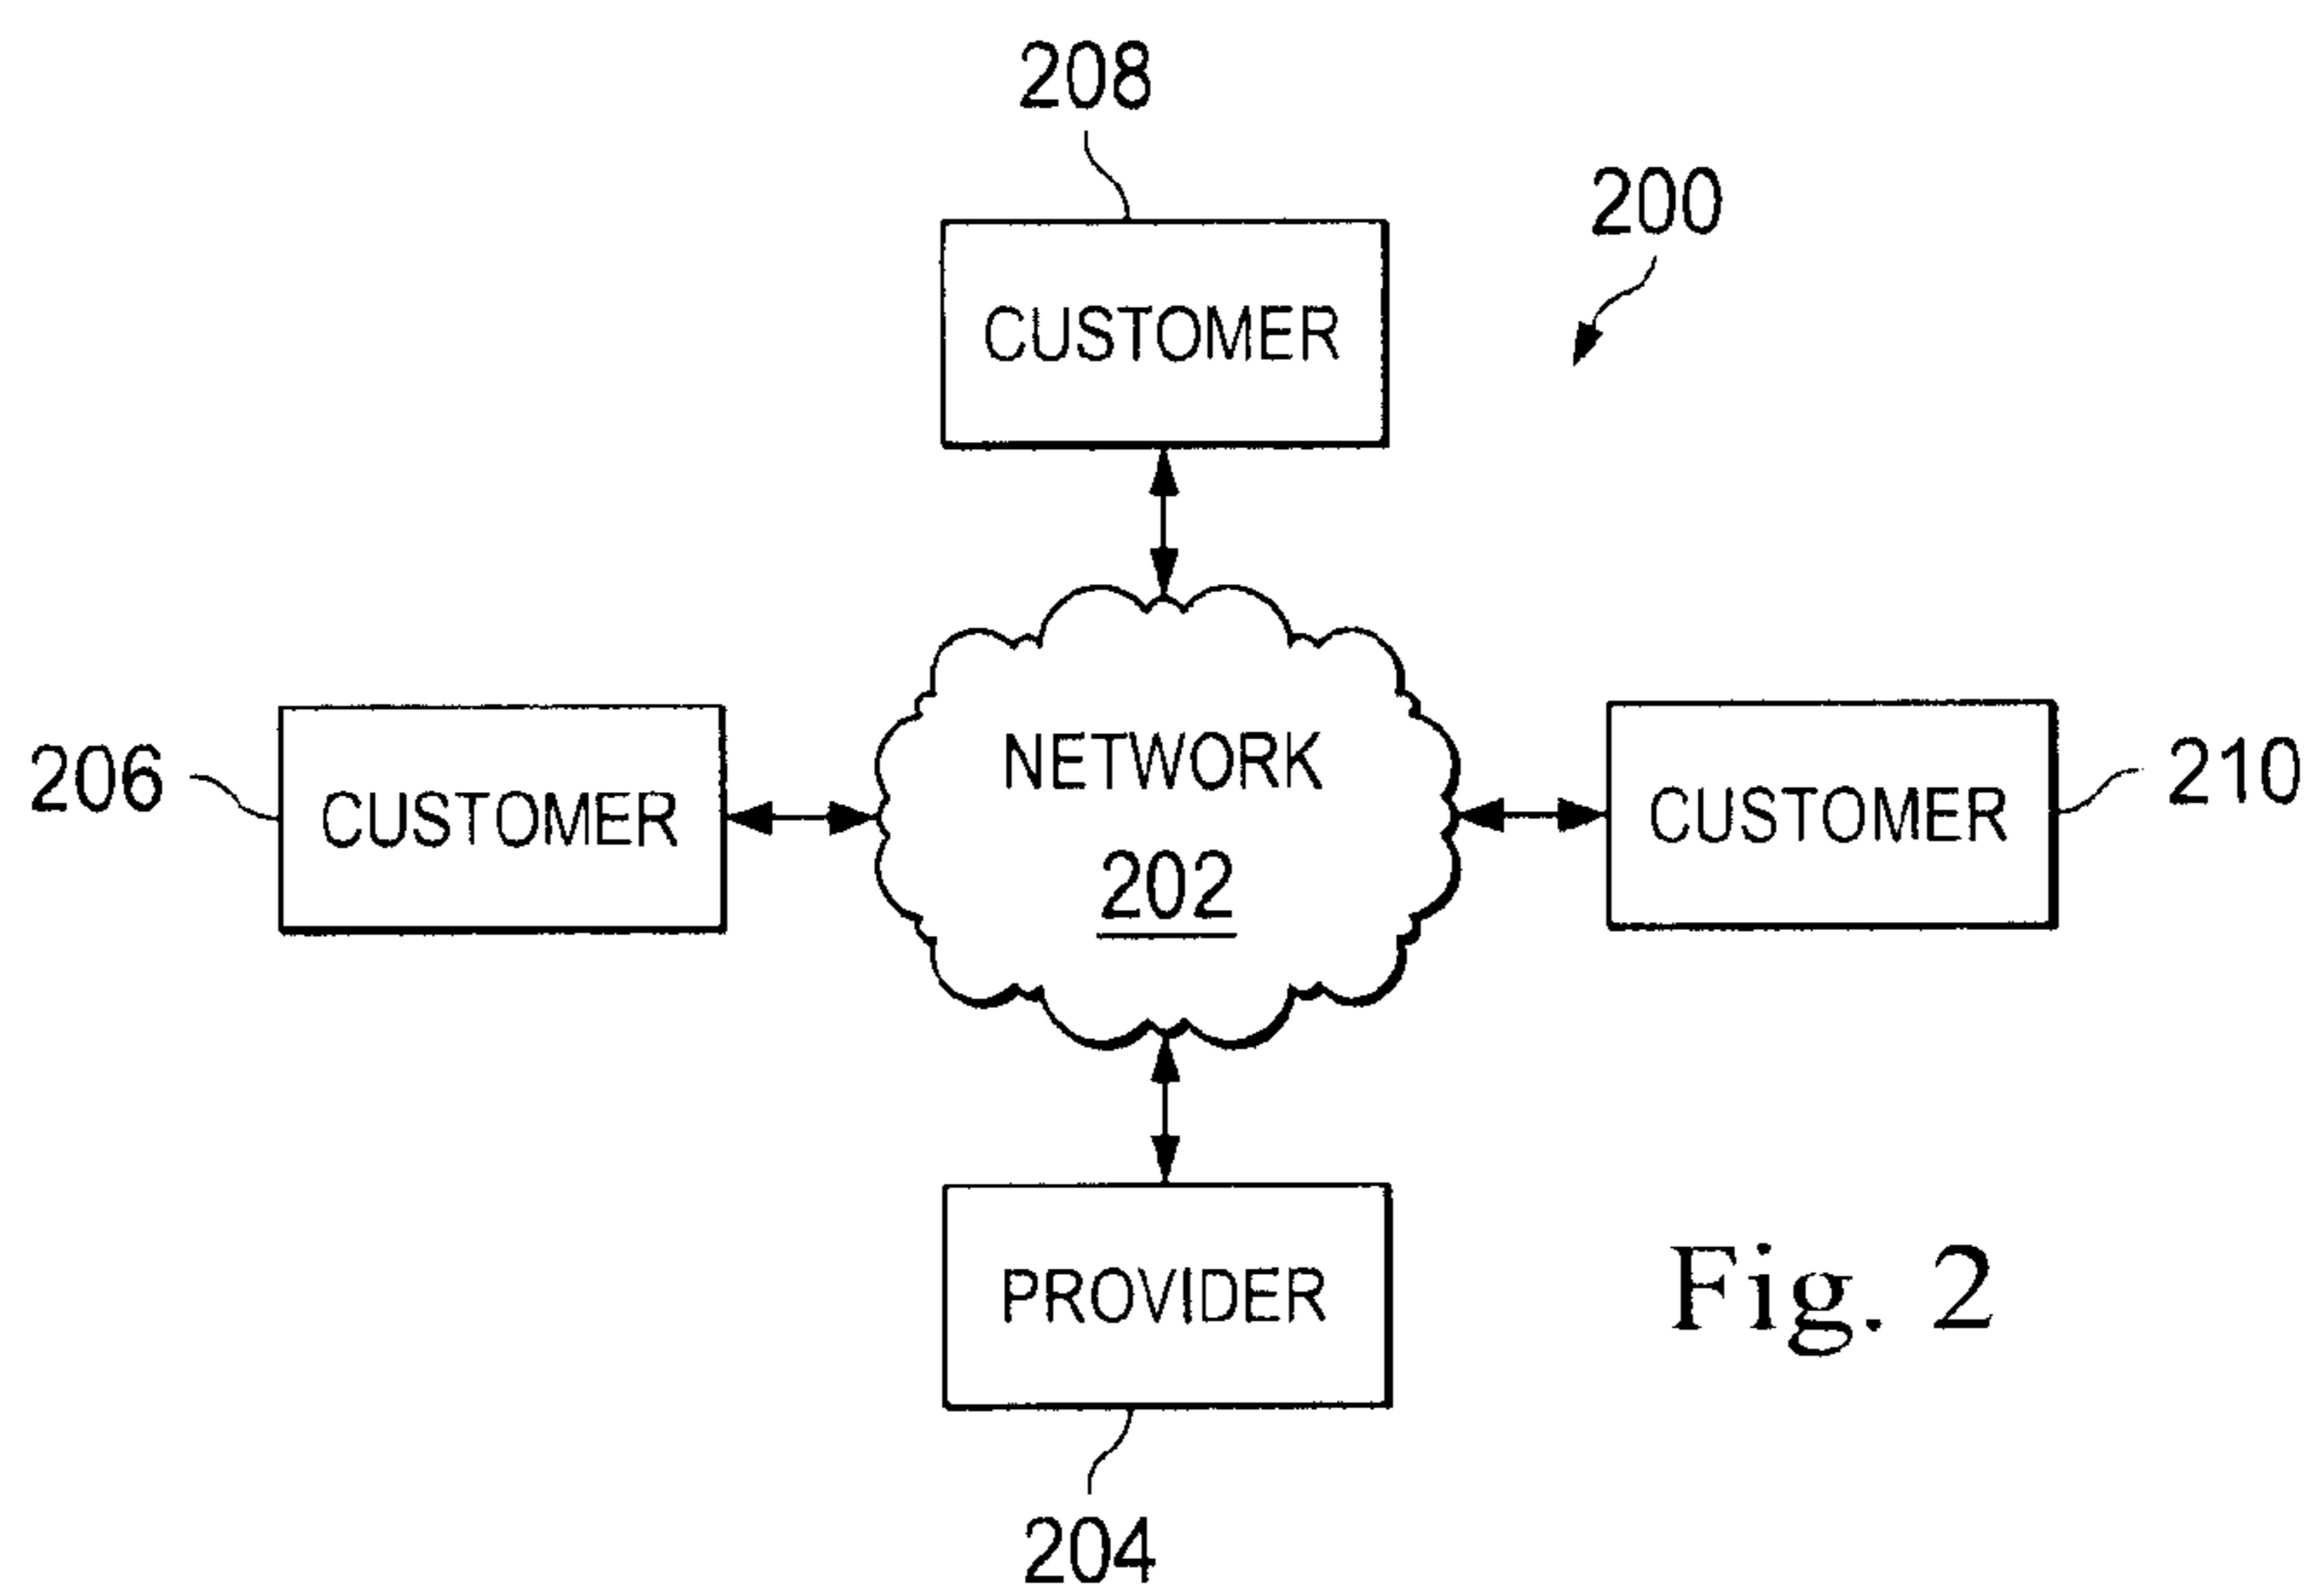 208
200
CUSTOMER
NETWORK
202
206
CUSTOMER
CUSTOMER
210
PROVIDER
Fig. 2
204